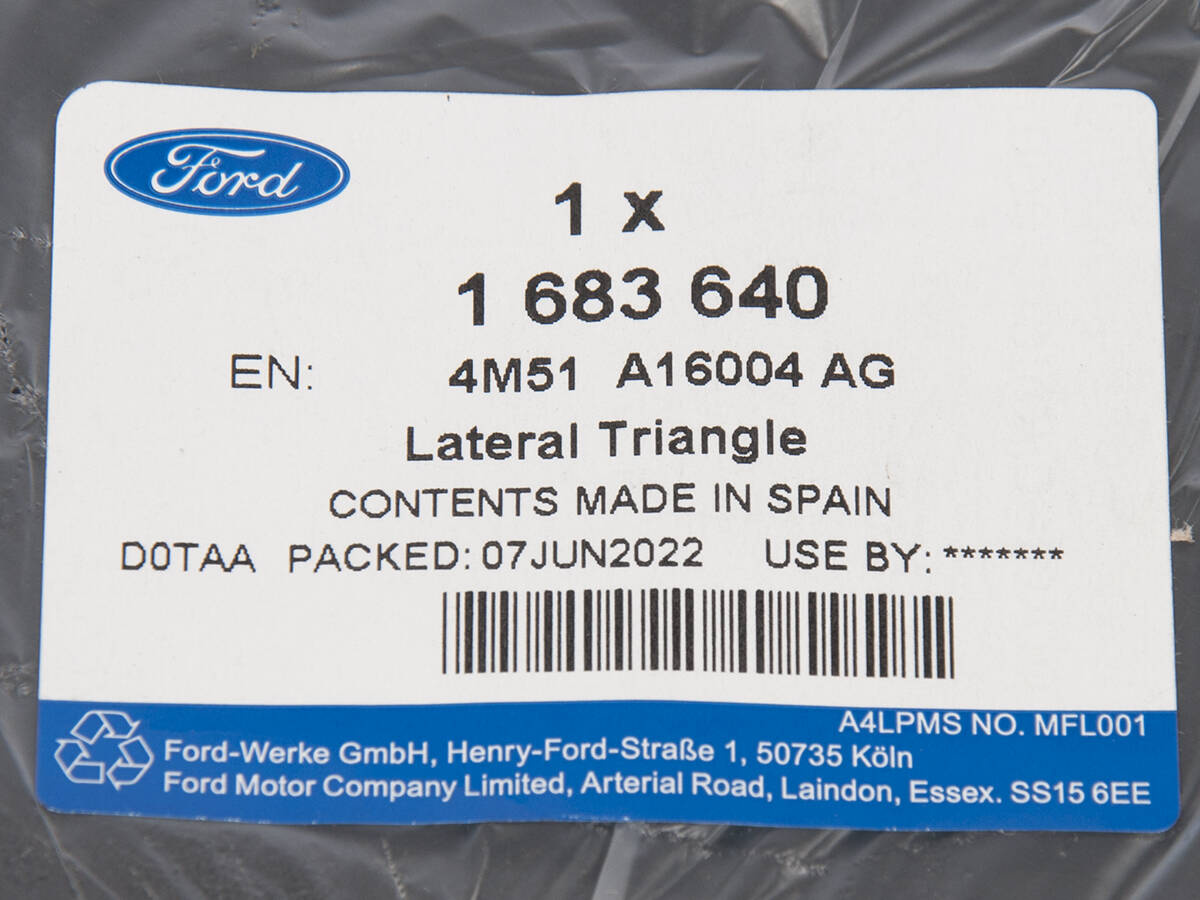 Ford
1 x
1 683 640
EN: 4M51 A16004 AG
Lateral Triangle
CONTENTS MADE IN SPAIN
D0TAA PACKED: 07JUN2022 USE BY: *******
A4LPMS NO. MFL001
Ford-Werke GmbH, Henry-Ford-Straße 1, 50735 Köln
Ford Motor Company Limited, Arterial Road, Laindon, Essex. SS15 6EE